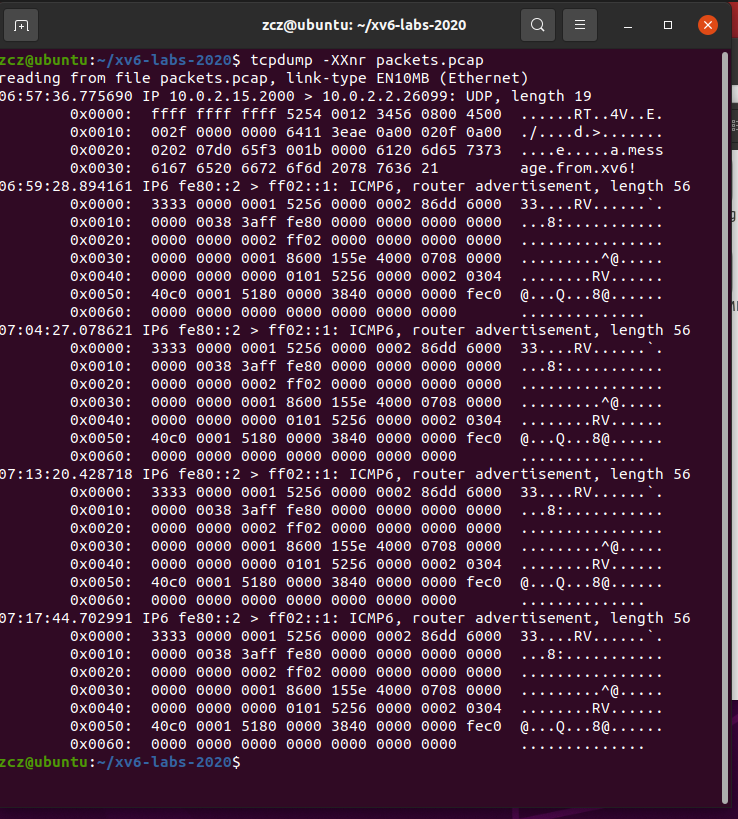 zcz@ubuntu: ~/xv6-labs-2020
zcz@ubuntu:~/xv6-labs-2020$ tcpdump -XXnr packets.pcap
reading from file packets.pcap, link-type EN10MB (Ethernet)
06:57:36.775690 IP 10.0.2.15.2000 > 10.0.2.2.26099: UDP, length 19
0x0000: ffff ffff ffff 5254 0012 3456 0800 4500 ......RT..4V..E.
0x0010: 002f 0000 0000 6411 3eae 0a00 020f 0a00 ./....d.>.......
0x0020: 0202 07d0 65f3 001b 0000 6120 6d65 7373 ....e.....a.mess
0x0030: 6167 6520 6672 6f6d 2078 7636 21 age.from.xv6!
06:59:28.894161 IP6 fe80::2 > ff02::1: ICMP6, router advertisement, length 56
0x0000: 3333 0000 0001 5256 0000 0002 86dd 6000 33....RV......`.
0x0010: 0000 0038 3aff fe80 0000 0000 0000 0000 ...8:...........
0x0020: 0000 0000 0002 ff02 0000 0000 0000 0000 ................
0x0030: 0000 0000 0001 8600 155e 4000 0708 0000 .........^@.....
0x0040: 0000 0000 0000 0101 5256 0000 0002 0304 ........RV......
0x0050: 40c0 0001 5180 0000 3840 0000 0000 fec0 @...Q...8@......
0x0060: 0000 0000 0000 0000 0000 0000 0000 ..............
07:04:27.078621 IP6 fe80::2 > ff02::1: ICMP6, router advertisement, length 56
0x0000: 3333 0000 0001 5256 0000 0002 86dd 6000 33....RV......`.
0x0010: 0000 0038 3aff fe80 0000 0000 0000 0000 ...8:...........
0x0020: 0000 0000 0002 ff02 0000 0000 0000 0000 ................
0x0030: 0000 0000 0001 8600 155e 4000 0708 0000 .........^@.....
0x0040: 0000 0000 0000 0101 5256 0000 0002 0304 ........RV......
0x0050: 40c0 0001 5180 0000 3840 0000 0000 fec0 @...Q...8@......
0x0060: 0000 0000 0000 0000 0000 0000 0000 ..............
07:13:20.428718 IP6 fe80::2 > ff02::1: ICMP6, router advertisement, length 56
0x0000: 3333 0000 0001 5256 0000 0002 86dd 6000 33....RV......`.
0x0010: 0000 0038 3aff fe80 0000 0000 0000 0000 ...8:...........
0x0020: 0000 0000 0002 ff02 0000 0000 0000 0000 ................
0x0030: 0000 0000 0001 8600 155e 4000 0708 0000 .........^@.....
0x0040: 0000 0000 0000 0101 5256 0000 0002 0304 ........RV......
0x0050: 40c0 0001 5180 0000 3840 0000 0000 fec0 @...Q...8@......
0x0060: 0000 0000 0000 0000 0000 0000 0000 ..............
07:17:44.702991 IP6 fe80::2 > ff02::1: ICMP6, router advertisement, length 56
0x0000: 3333 0000 0001 5256 0000 0002 86dd 6000 33....RV......`.
0x0010: 0000 0038 3aff fe80 0000 0000 0000 0000 ...8:...........
0x0020: 0000 0000 0002 ff02 0000 0000 0000 0000 ................
0x0030: 0000 0000 0001 8600 155e 4000 0708 0000 .........^@.....
0x0040: 0000 0000 0000 0101 5256 0000 0002 0304 ........RV......
0x0050: 40c0 0001 5180 0000 3840 0000 0000 fec0 @...Q...8@......
0x0060: 0000 0000 0000 0000 0000 0000 0000 ..............
zcz@ubuntu:~/xv6-labs-2020$